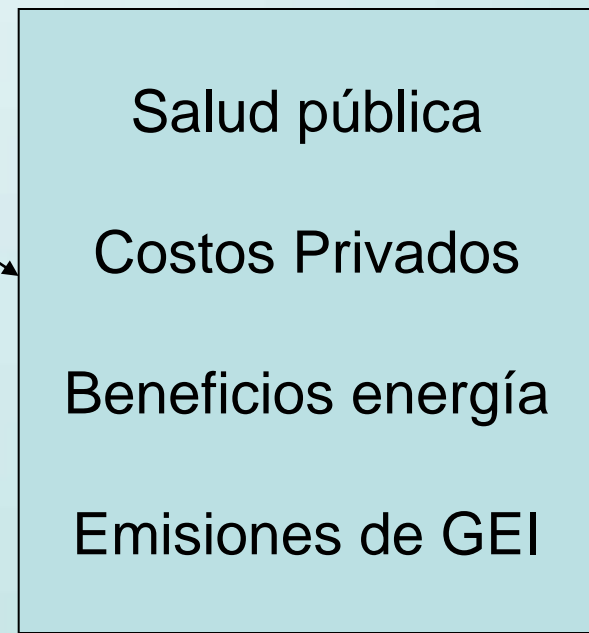 Salud pública
Costos Privados
Beneficios energía
Emisiones de GEI